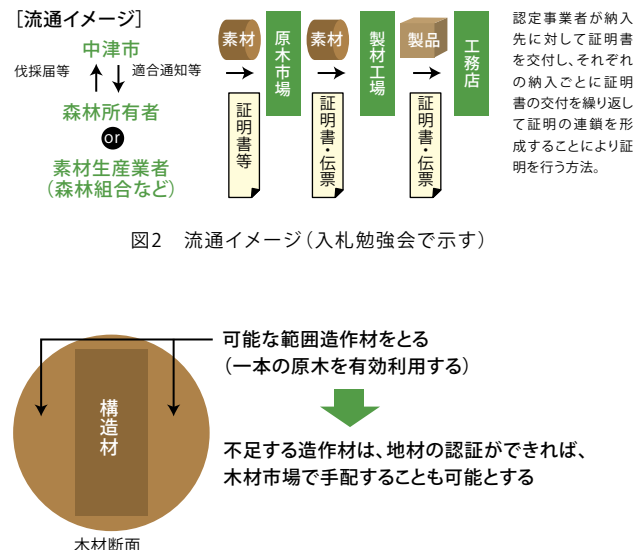 [流通イメージ]
中津市
伐採届等
適合通知等
森林所有者
or
素材生産業者
(森林組合など)
素材
証明書等
原木市場
素材
証明書・伝票
製材工場
製品
証明書・伝票
工務店
認定事業者が納入
先に対して証明書
を交付し、それぞれ
の納入ごとに証明
書の交付を繰り返し
て証明の連鎖を形
成することにより証
明を行う方法。
図2 流通イメージ(入札勉強会で示す)
可能な範囲造作材をとる
(一本の原木を有効利用する)
構造材
不足する造作材は、地材の認証ができれば、
木材市場で手配することも可能とする
木材断面